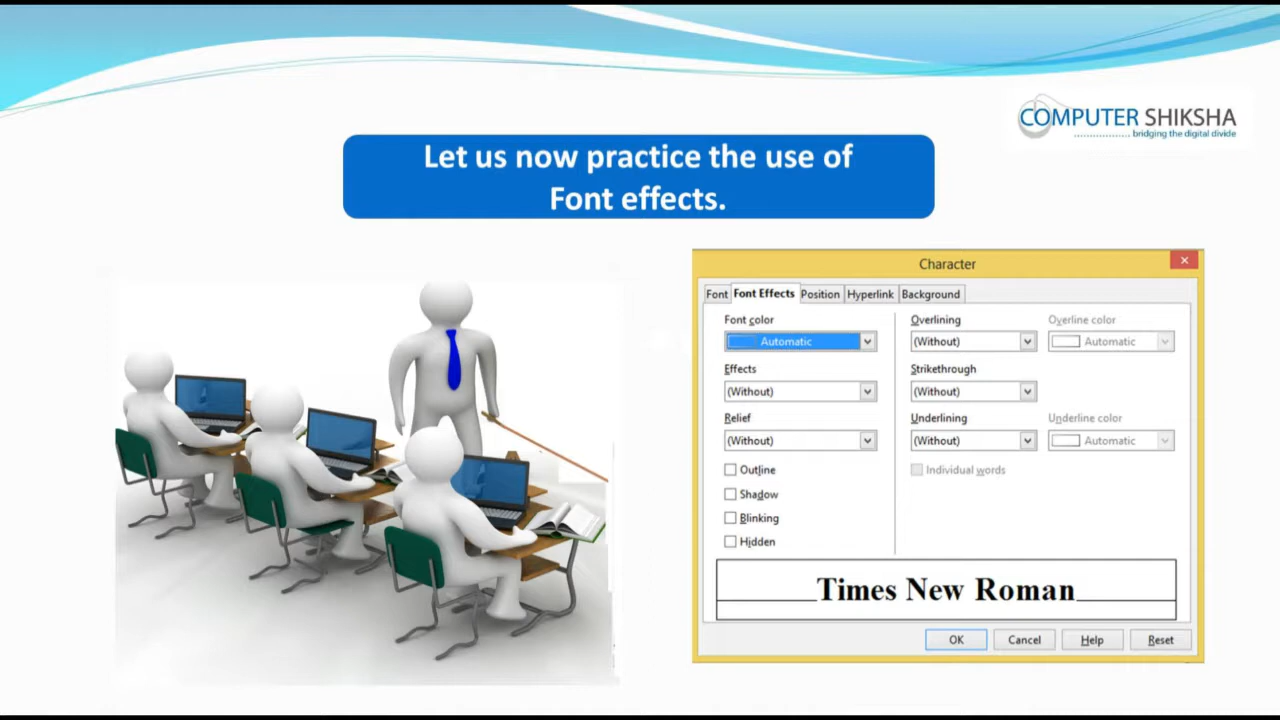 COMPUTER SHIKSHA
bridging the digital divide
Let us now practice the use of
Font effects.
Character
Font Font Effects Position Hyperlink Background
Font color Overlining Overline color
Automatic (Without) Automatic
Effects Strikethrough
(Without) (Without)
Relief Underlining Underline color
(Without) (Without) Automatic
Outline Individual words
Shadow
Blinking
Hidden
Times New Roman
OK Cancel Help Reset